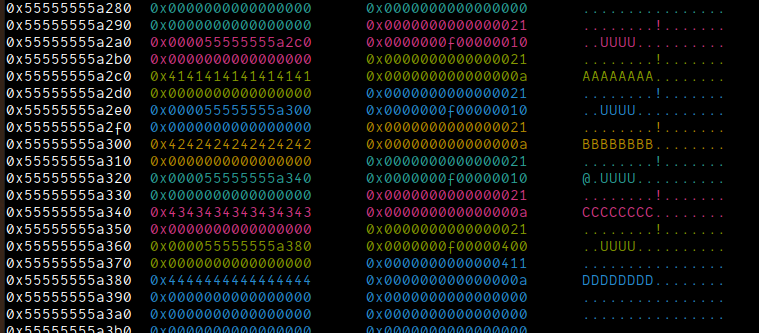 0x55555555a280 0x0000000000000000 0x0000000000000000 ................
0x55555555a290 0x0000000000000000 0x0000000000000021 ........!.......
0x55555555a2a0 0x000055555555a2c0 0x0000000f00000010 ..UUUU..........
0x55555555a2b0 0x0000000000000000 0x0000000000000021 ........!.......
0x55555555a2c0 0x4141414141414141 0x000000000000000a AAAAAAAA........
0x55555555a2d0 0x0000000000000000 0x0000000000000021 ........!.......
0x55555555a2e0 0x000055555555a300 0x0000000f00000010 ..UUUU..........
0x55555555a2f0 0x0000000000000000 0x0000000000000021 ........!.......
0x55555555a300 0x4242424242424242 0x000000000000000a BBBBBBBB........
0x55555555a310 0x0000000000000000 0x0000000000000021 ........!.......
0x55555555a320 0x000055555555a340 0x0000000f00000010 @.UUUU..........
0x55555555a330 0x0000000000000000 0x0000000000000021 ........!.......
0x55555555a340 0x4343434343434343 0x000000000000000a CCCCCCCC........
0x55555555a350 0x0000000000000000 0x0000000000000021 ........!.......
0x55555555a360 0x000055555555a380 0x0000000f00000400 ..UUUU..........
0x55555555a370 0x0000000000000000 0x0000000000000411 ................
0x55555555a380 0x4444444444444444 0x000000000000000a DDDDDDDD........
0x55555555a390 0x0000000000000000 0x0000000000000000 ................
0x55555555a3a0 0x0000000000000000 0x0000000000000000 ................